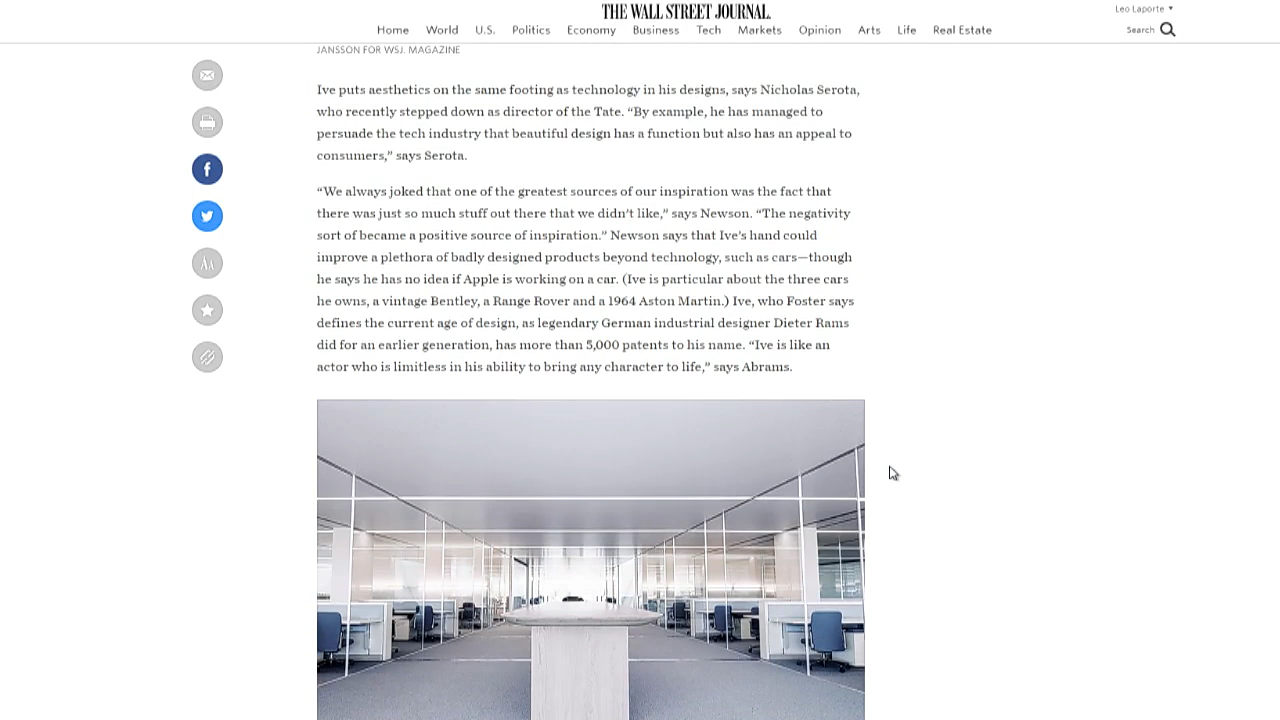 THE WALL STREET JOURNAL.
Leo Laporte
Home World U.S. Politics Economy Business Tech Markets Opinion Arts Life Real Estate
Search
JANSSON FOR WSJ. MAGAZINE
Ive puts aesthetics on the same footing as technology in his designs, says Nicholas Serota,
who recently stepped down as director of the Tate. “By example, he has managed to
persuade the tech industry that beautiful design has a function but also has an appeal to
consumers,” says Serota.
“We always joked that one of the greatest sources of our inspiration was the fact that
there was just so much stuff out there that we didn’t like,” says Newson. “The negativity
sort of became a positive source of inspiration.” Newson says that Ive’s hand could
improve a plethora of badly designed products beyond technology, such as cars—though
he says he has no idea if Apple is working on a car. (Ive is particular about the three cars
he owns, a vintage Bentley, a Range Rover and a 1964 Aston Martin.) Ive, who Foster says
defines the current age of design, as legendary German industrial designer Dieter Rams
did for an earlier generation, has more than 5,000 patents to his name. “Ive is like an
actor who is limitless in his ability to bring any character to life,” says Abrams.
f
AA